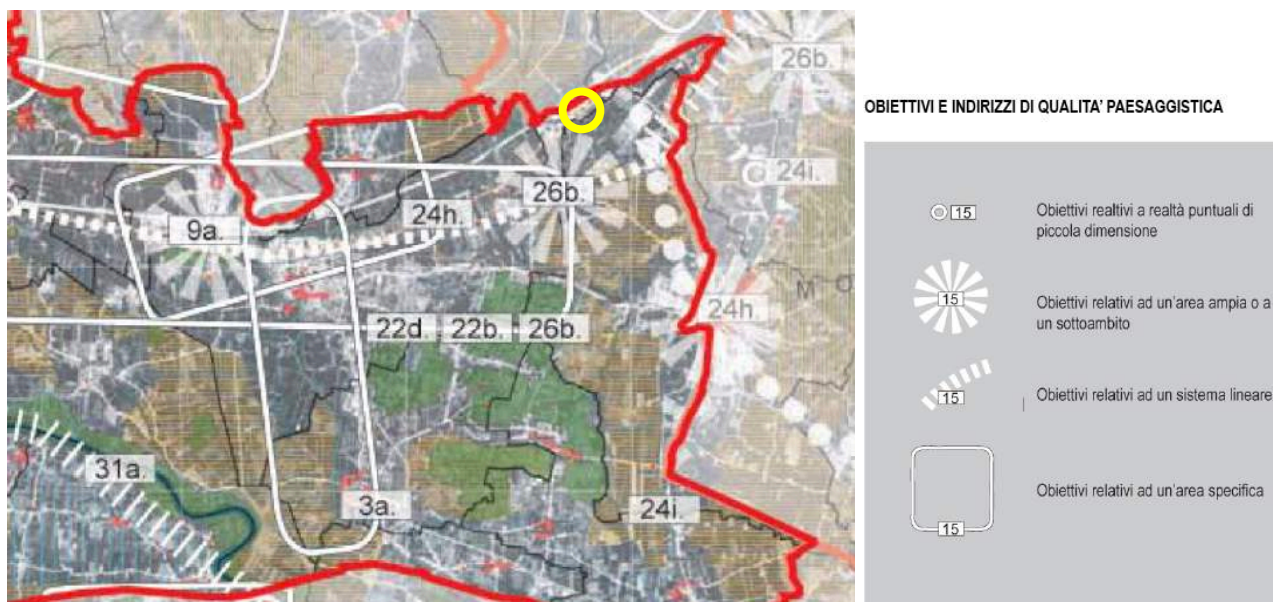 26b.
24i.
26b.
9a.
24h.
M O
24h.
22d.
22b.
26b.
31a.
3a.
24i.
OBIETTIVI E INDIRIZZI DI QUALITA' PAESAGGISTICA
15
Obiettivi realtivi a realtà puntuali di
piccola dimensione
15
Obiettivi relativi ad un'area ampia o a
un sottoambito
15
Obiettivi relativi ad un sistema lineare
Obiettivi relativi ad un'area specifica
15